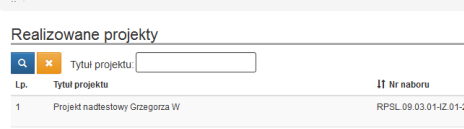 Realizowane projekty
Tytuł projektu:
Lp. Tytuł projektu Nr naboru
1 Projekt nadtestowy Grzegorza W RPSL.09.03.01-IZ.01-2